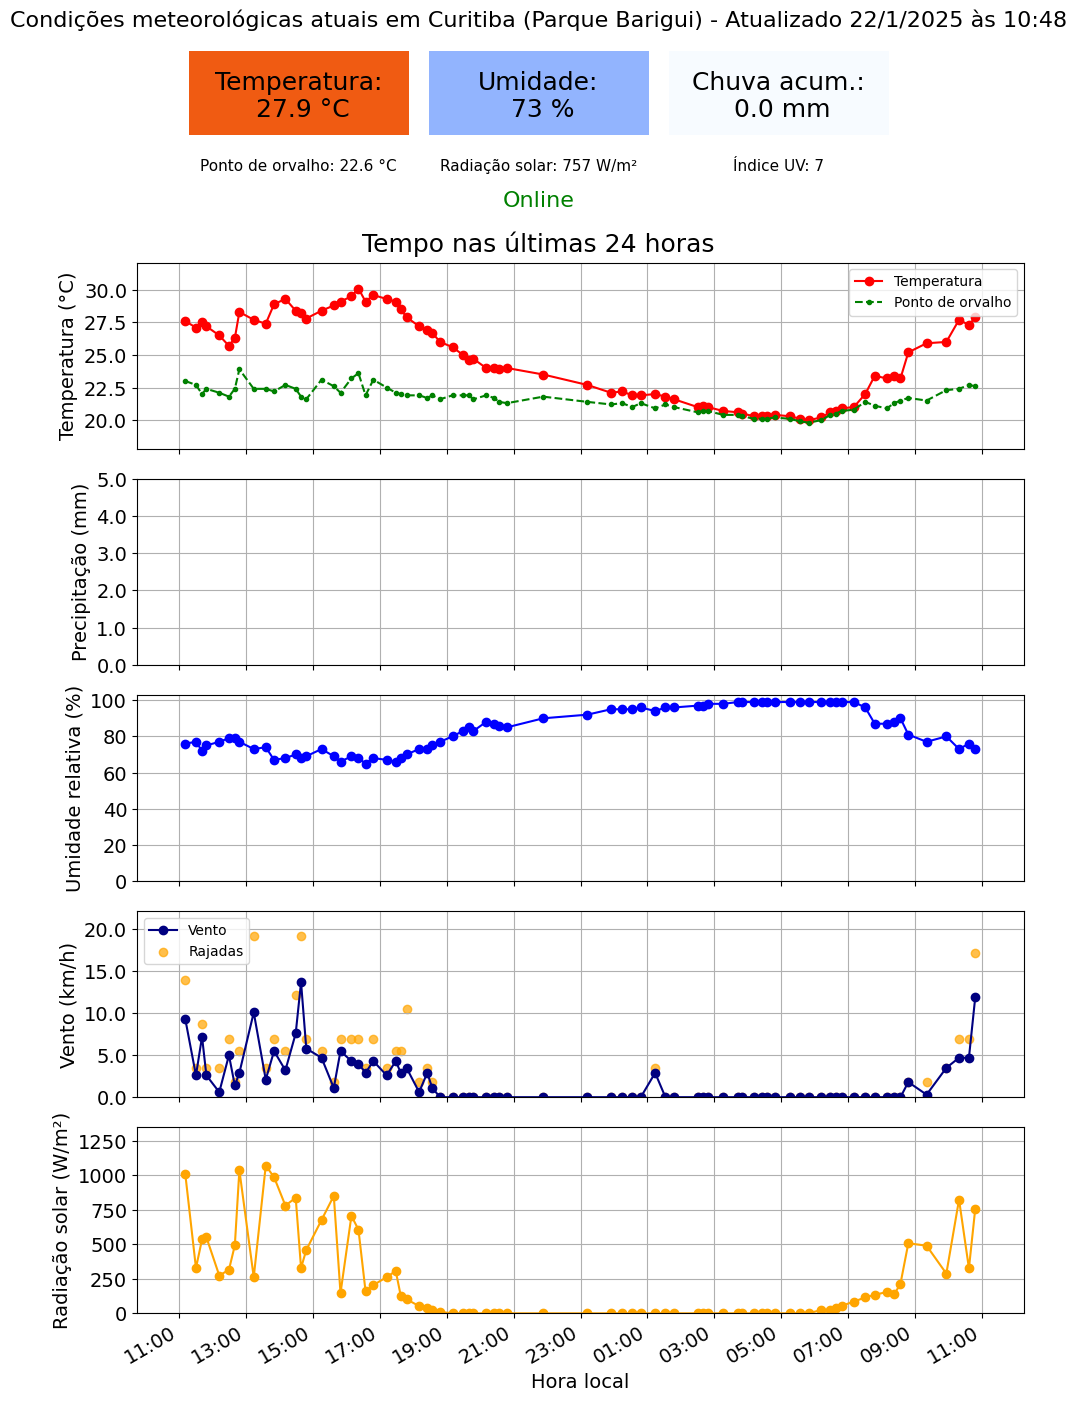 Condições meteorológicas atuais em Curitiba (Parque Barigui) - Atualizado 22/1/2025 às 10:48
Temperatura:
27.9 °C
Umidade:
73 %
Chuva acum.:
0.0 mm
Ponto de orvalho: 22.6 °C
Radiação solar: 757 W/m²
Índice UV: 7
Online
Tempo nas últimas 24 horas
Temperatura (°C)
30.0
27.5
25.0
22.5
20.0
Temperatura
Ponto de orvalho
Precipitação (mm)
5.0
4.0
3.0
2.0
1.0
0.0
Umidade relativa (%)
100
80
60
40
20
0
Vento (km/h)
20.0
15.0
10.0
5.0
0.0
Vento
Rajadas
Radiação solar (W/m²)
1250
1000
750
500
250
0
11:00
13:00
15:00
17:00
19:00
21:00
23:00
01:00
03:00
05:00
07:00
09:00
11:00
Hora local